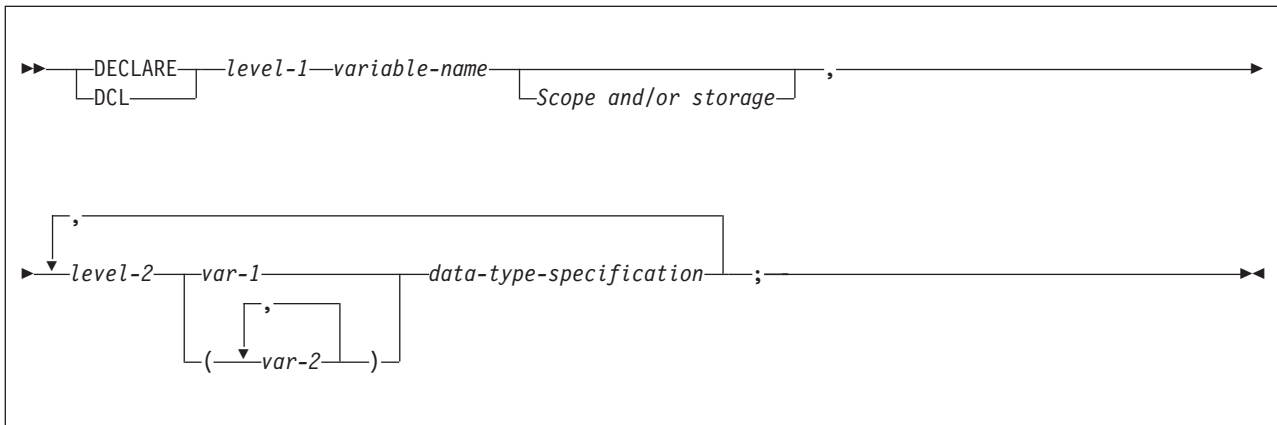 DECLARE level-1 variable-name ,
DCL Scope and/or storage
,
level-2 var-1 data-type-specification ;
,
( var-2 )